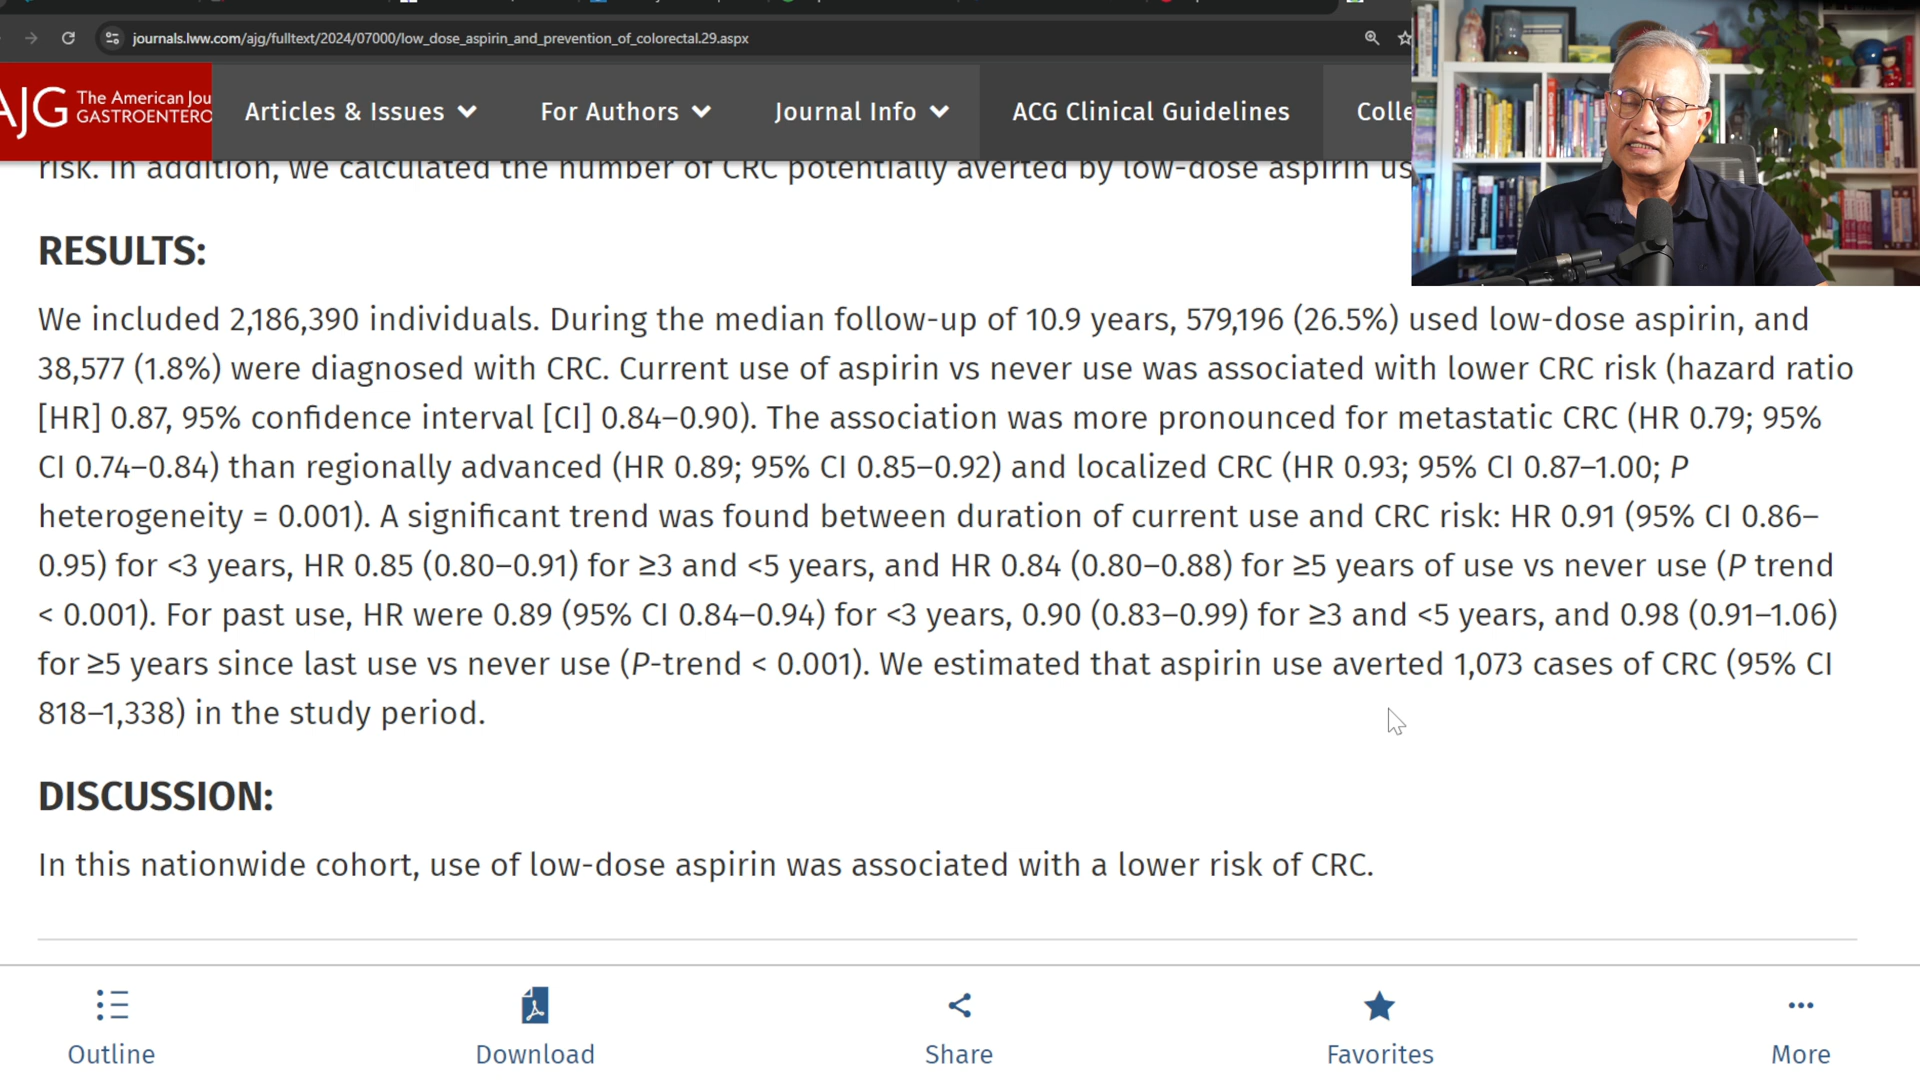 journals.lww.com/ajg/fulltext/2024/07000/low_dose_aspirin_and_prevention_of_colorectal.29.aspx
AJG The American Jou
GASTROENTERO
Articles & Issues
For Authors
Journal Info
ACG Clinical Guidelines
Colle
risk. In addition, we calculated the number of CRC potentially averted by low-dose aspirin us
RESULTS:
We included 2,186,390 individuals. During the median follow-up of 10.9 years, 579,196 (26.5%) used low-dose aspirin, and
38,577 (1.8%) were diagnosed with CRC. Current use of aspirin vs never use was associated with lower CRC risk (hazard ratio
[HR] 0.87, 95% confidence interval [CI] 0.84–0.90). The association was more pronounced for metastatic CRC (HR 0.79; 95%
CI 0.74–0.84) than regionally advanced (HR 0.89; 95% CI 0.85–0.92) and localized CRC (HR 0.93; 95% CI 0.87–1.00; P
heterogeneity = 0.001). A significant trend was found between duration of current use and CRC risk: HR 0.91 (95% CI 0.86–
0.95) for <3 years, HR 0.85 (0.80–0.91) for ≥3 and <5 years, and HR 0.84 (0.80–0.88) for ≥5 years of use vs never use (P trend
< 0.001). For past use, HR were 0.89 (95% CI 0.84–0.94) for <3 years, 0.90 (0.83–0.99) for ≥3 and <5 years, and 0.98 (0.91–1.06)
for ≥5 years since last use vs never use (P-trend < 0.001). We estimated that aspirin use averted 1,073 cases of CRC (95% CI
818–1,338) in the study period.
DISCUSSION:
In this nationwide cohort, use of low-dose aspirin was associated with a lower risk of CRC.
Outline
Download
Share
Favorites
More